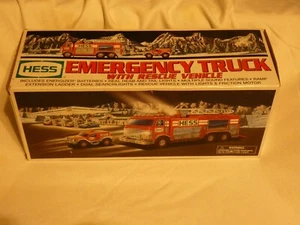 HESS
EMERGENCY TRUCK
WITH RESCUE VEHICLE
INCLUDES ENERGIZER® BATTERIES • REAL HEAD AND TAIL LIGHTS • MULTIPLE SOUND FEATURES • RAMP
EXTENSION LADDER • DUAL SEARCHLIGHTS • RESCUE VEHICLE WITH LIGHTS & FRICTION MOTOR
HESS
WARNING